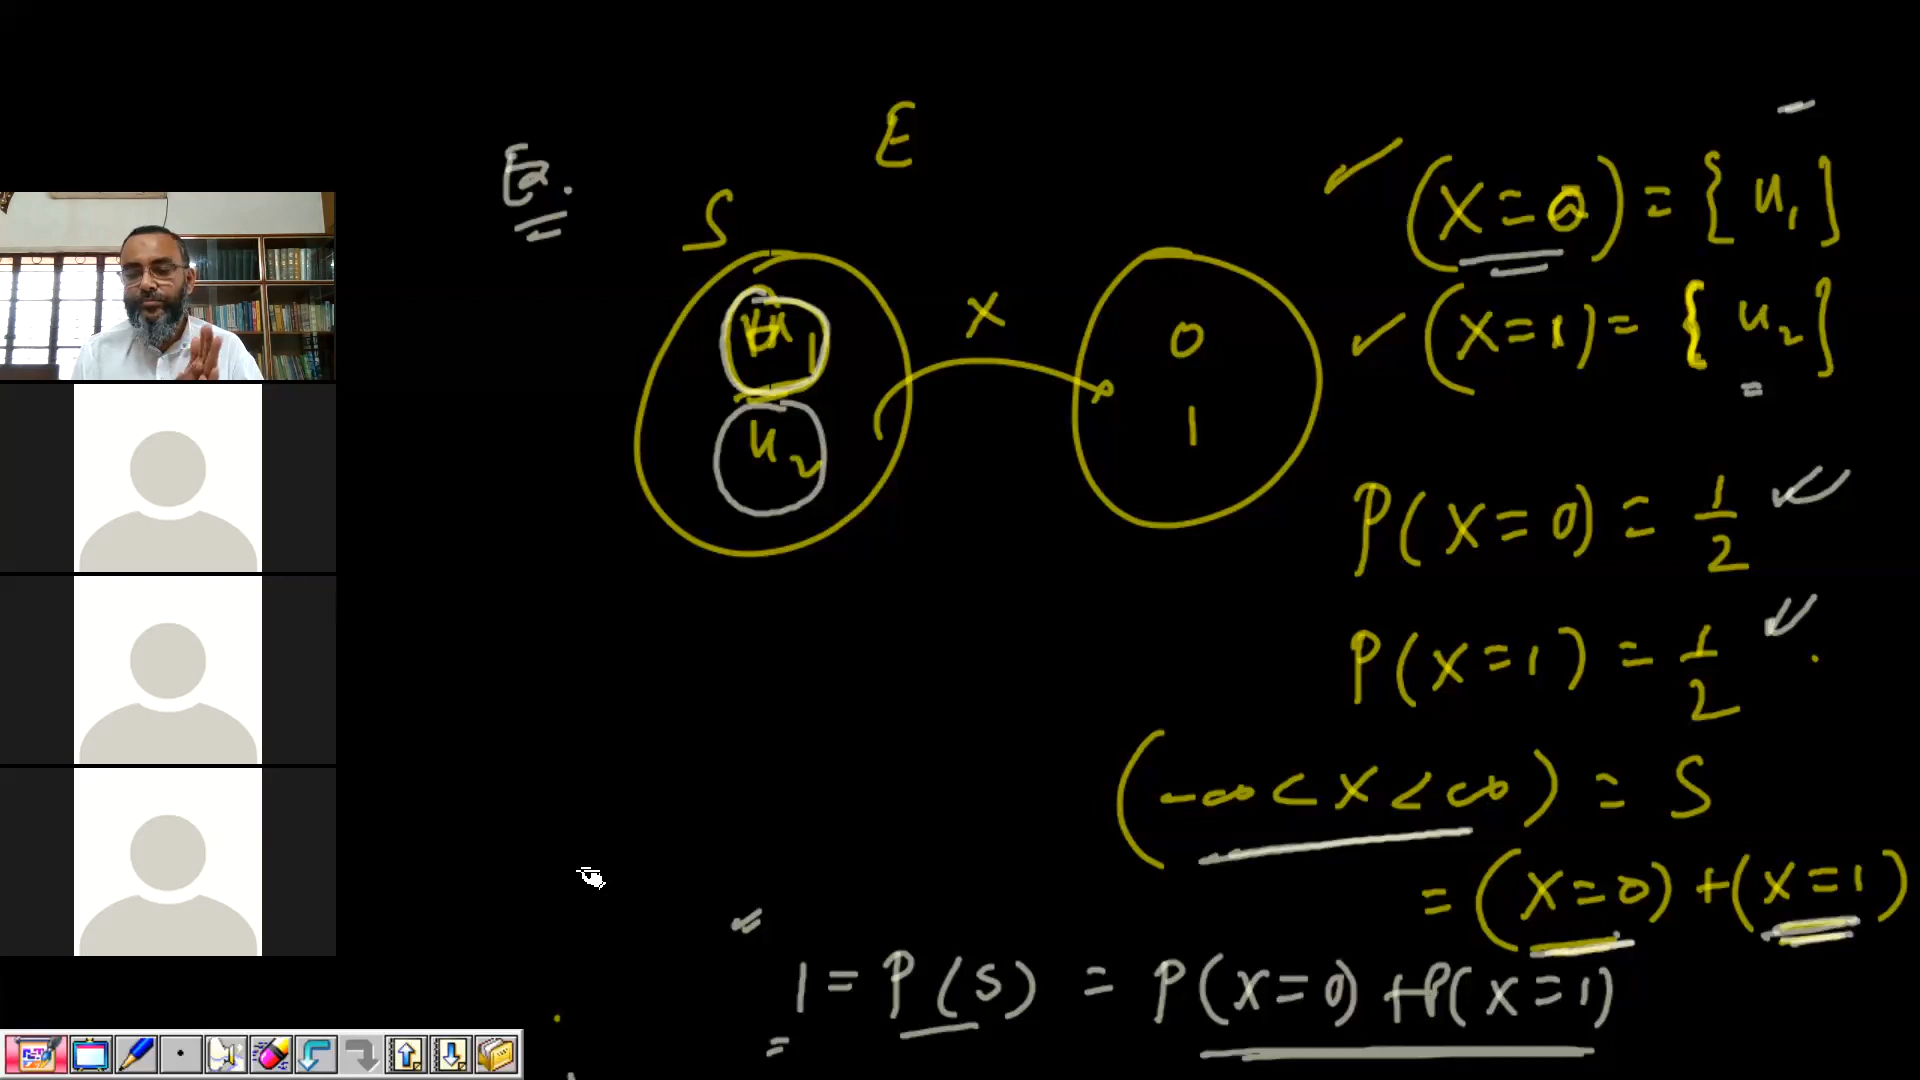 E
Ex.
S
(X=0) = {u₁}
X
u₁
0
(X=1) = {u₂}
u₂
1
P(X=0) = 1/2
P(X=1) = 1/2
(-∞ < X < ∞) = S
= (X=0) + (X=1)
1 = P(S) = P(X=0) + P(X=1)